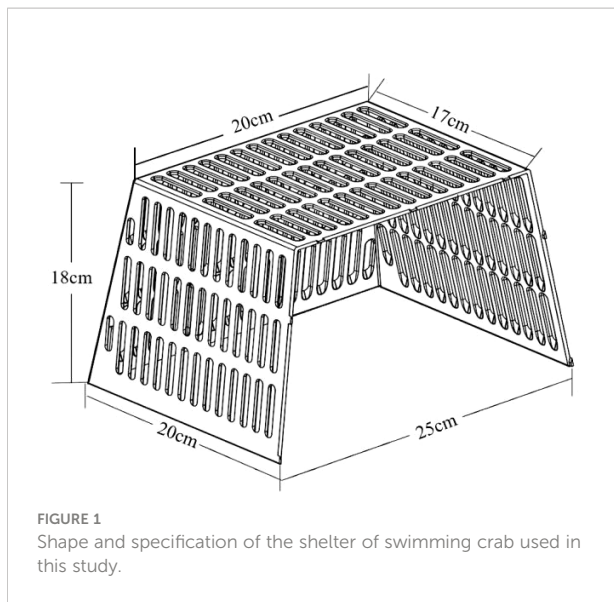 20cm
17cm
18cm
20cm
25cm
FIGURE 1
Shape and specification of the shelter of swimming crab used in
this study.